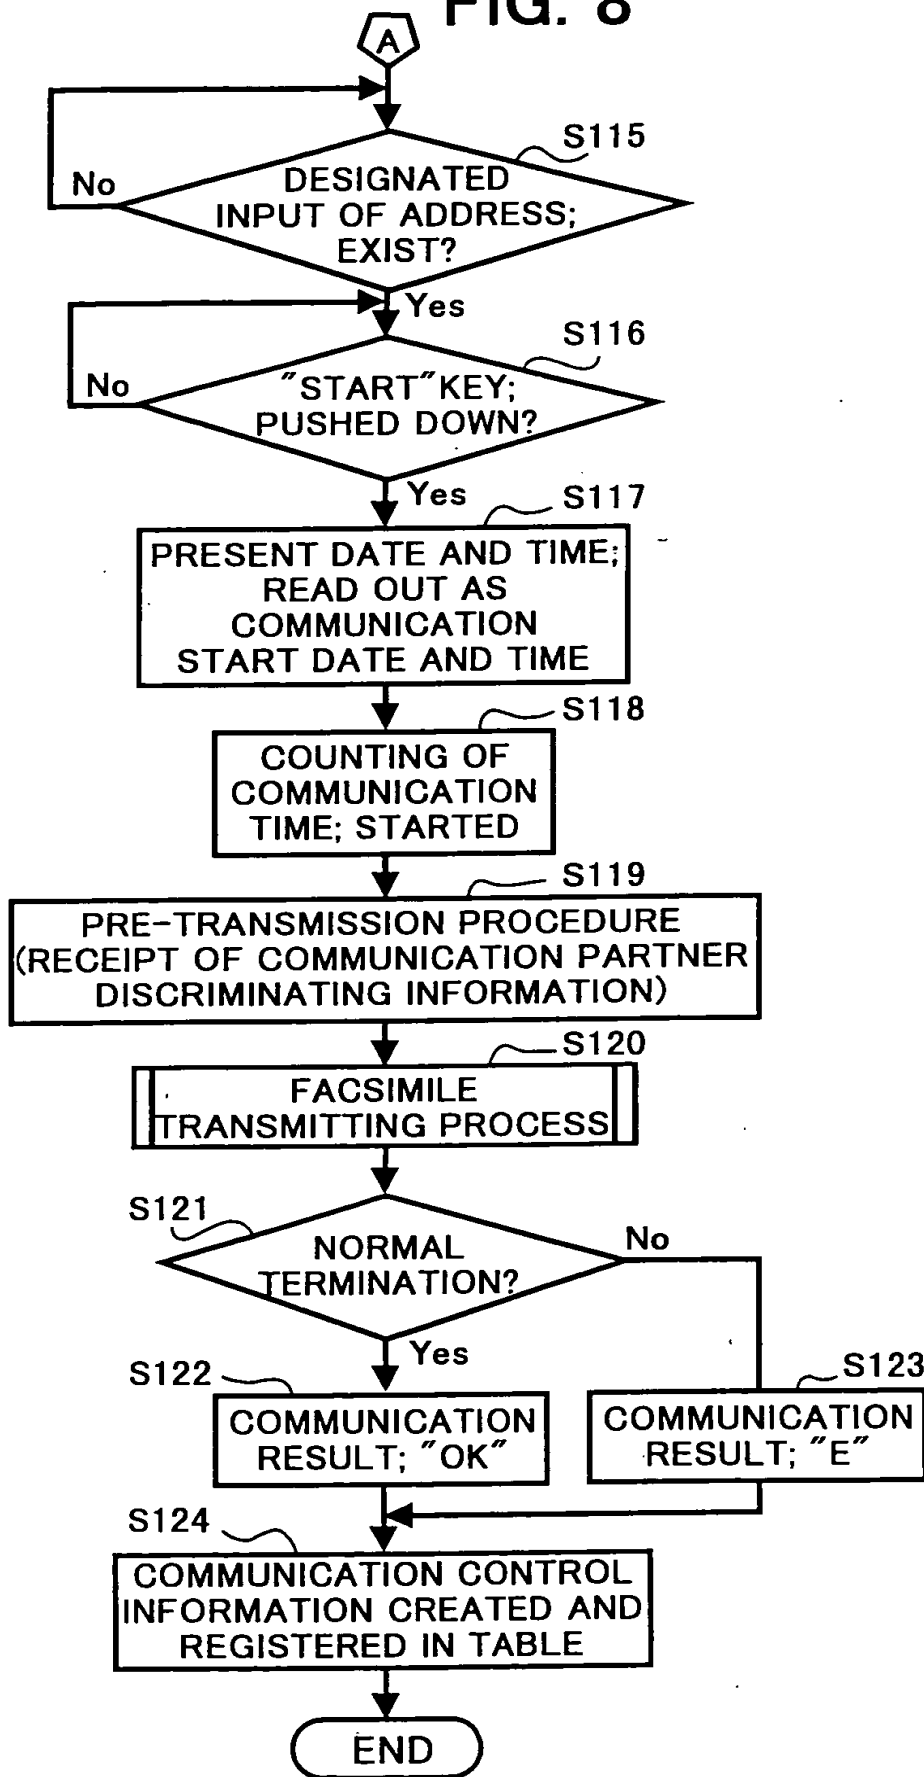 FIG. 8
A
S115
No
DESIGNATED
INPUT OF ADDRESS;
EXIST?
Yes
S116
No
"START" KEY;
PUSHED DOWN?
Yes
S117
PRESENT DATE AND TIME;
READ OUT AS
COMMUNICATION
START DATE AND TIME
S118
COUNTING OF
COMMUNICATION
TIME; STARTED
S119
PRE-TRANSMISSION PROCEDURE
(RECEIPT OF COMMUNICATION PARTNER
DISCRIMINATING INFORMATION)
S120
FACSIMILE
TRANSMITTING PROCESS
S121
NORMAL
TERMINATION?
No
Yes
S122
COMMUNICATION
RESULT; "OK"
S123
COMMUNICATION
RESULT; "E"
S124
COMMUNICATION CONTROL
INFORMATION CREATED AND
REGISTERED IN TABLE
END